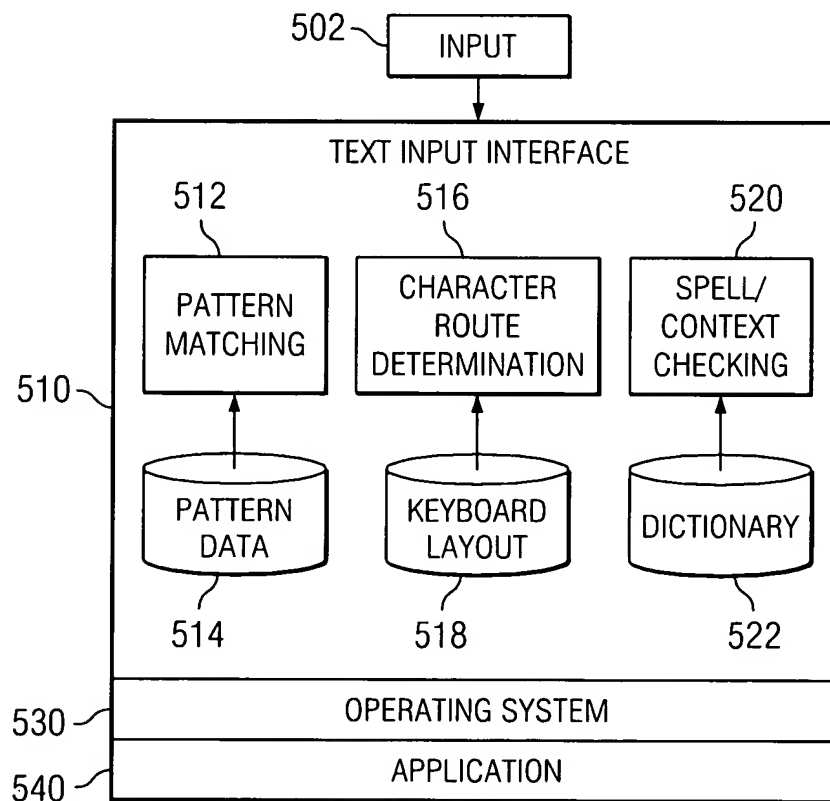 502
INPUT
TEXT INPUT INTERFACE
512
516
520
PATTERN
MATCHING
CHARACTER
ROUTE
DETERMINATION
SPELL/
CONTEXT
CHECKING
510
PATTERN
DATA
KEYBOARD
LAYOUT
DICTIONARY
514
518
522
530
OPERATING SYSTEM
540
APPLICATION